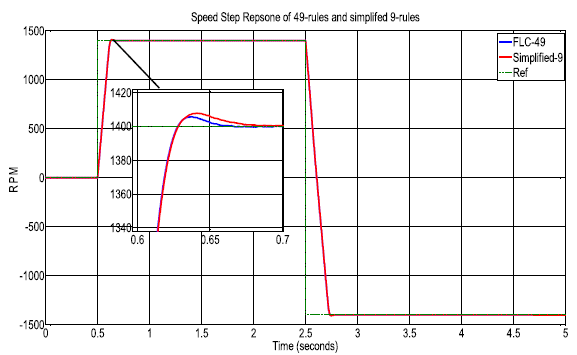 Speed Step Repsone of 49-rules and simplifed 9-rules
1500
1000
500
0
-500
-1000
-1500
RPM
FLC-49
Simplified-9
Ref
1420
1400
1380
1360
1340
0.6 0.65 0.7
0 0.5 1 1.5 2 2.5 3 3.5 4 4.5 5
Time (seconds)